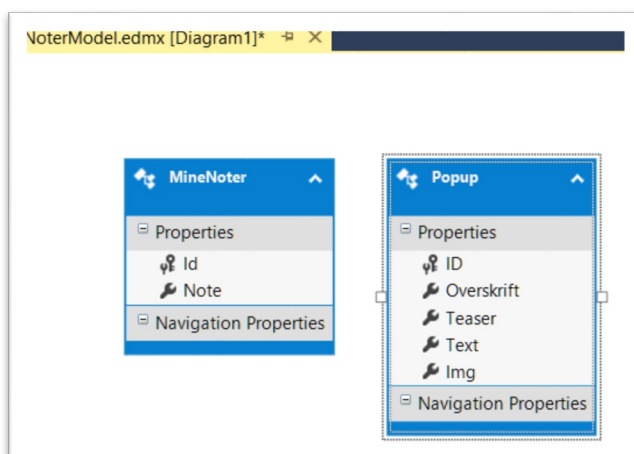 NoterModel.edmx [Diagram1]*
MineNoter
Properties
Id
Note
Navigation Properties
Popup
Properties
ID
Overskrift
Teaser
Text
Img
Navigation Properties